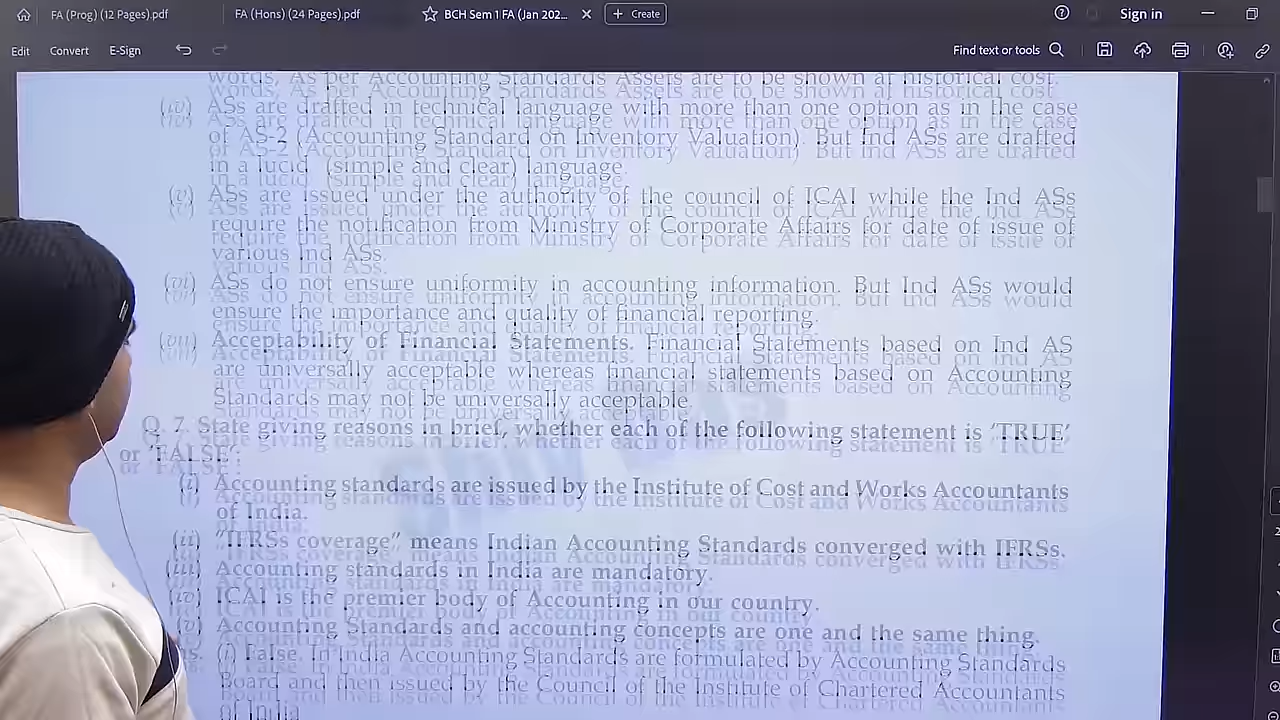 FA (Prog) (12 Pages).pdf
FA (Hons) (24 Pages).pdf
BCH Sem 1 FA (Jan 202...
Create
Sign in
Edit
Convert
E-Sign
Find text or tools
words, As per Accounting Standards Assets are to be shown at historical cost.
(iv) ASs are drafted in technical language with more than one option as in the case
of AS-2 (Accounting Standard on Inventory Valuation). But Ind ASs are drafted
in a lucid (simple and clear) language.
(v) ASs are issued under the authority of the council of ICAI while the Ind ASs
require the notification from Ministry of Corporate Affairs for date of issue of
various Ind ASs.
(vi) ASs do not ensure uniformity in accounting information. But Ind ASs would
ensure the importance and quality of financial reporting.
(vii) Acceptability of Financial Statements. Financial Statements based on Ind AS
are universally acceptable whereas financial statements based on Accounting
Standards may not be universally acceptable.
Q. 7. State giving reasons in brief, whether each of the following statement is 'TRUE'
or 'FALSE':
(i) Accounting standards are issued by the Institute of Cost and Works Accountants
of India.
(ii) "IFRSs coverage" means Indian Accounting Standards converged with IFRSs.
(iii) Accounting standards in India are mandatory.
(iv) ICAI is the premier body of Accounting in our country.
(v) Accounting Standards and accounting concepts are one and the same thing.
(i) False. In India Accounting Standards are formulated by Accounting Standards
Board and then issued by the Council of the Institute of Chartered Accountants
of India